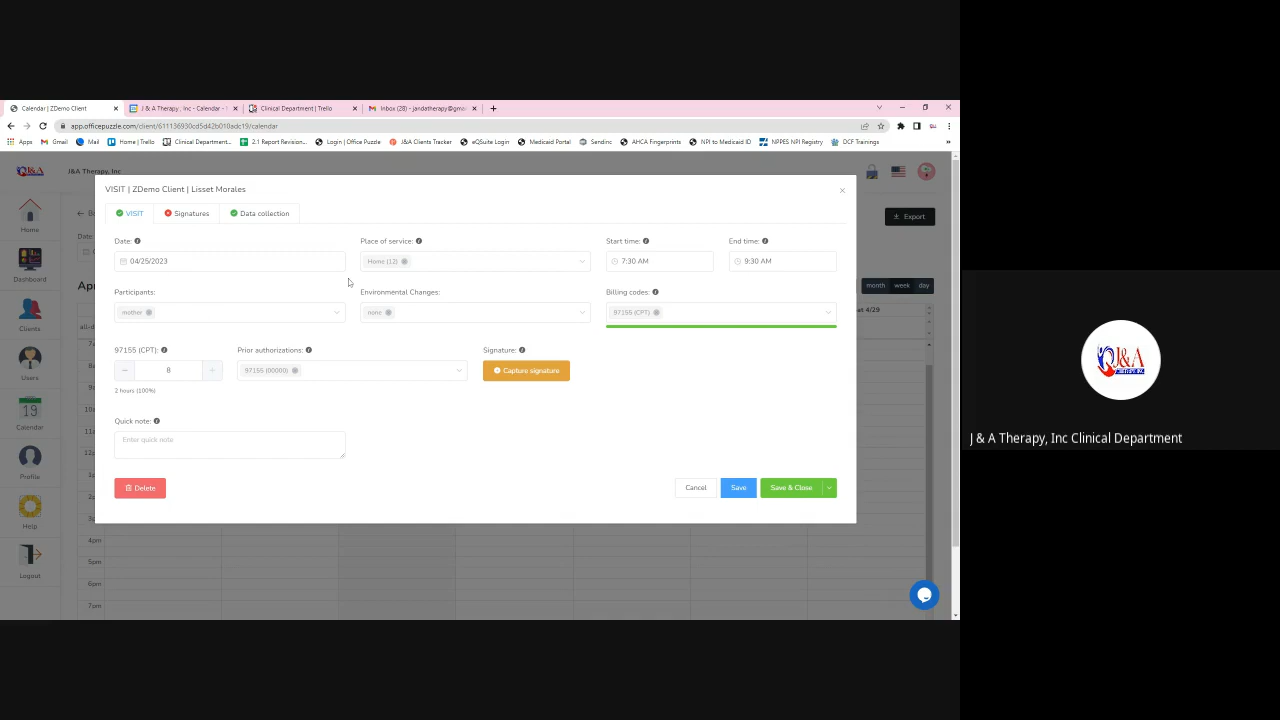 Calendar | ZDemo Client
J & A Therapy, Inc - Calendar -
Clinical Department | Trello
Inbox (28) - jandatherapy@gm
app.officepuzzle.com/client/611136930cd5d42b010adc19/calendar
Apps Gmail Mail Home | Trello Clinical Department... 2.1 Report Revision... Login | Office Puzzle J&A Clients Tracker eQSuite Login Medicaid Portal Sendinc AHCA Fingerprints NPI to Medicaid ID NPPES NPI Registry DCF Trainings »
J&A J&A Therapy, Inc
VISIT | ZDemo Client | Lisset Morales
VISIT Signatures Data collection
Export
Date: Place of service: Start time: End time:
04/25/2023 Home (12) 7:30 AM 9:30 AM
Participants: Environmental Changes: Billing codes:
mother none 97155 (CPT)
97155 (CPT): Prior authorizations: Signature:
8 97155 (00000) Capture signature
2 hours (100%)
Quick note:
Enter quick note
Delete Cancel Save Save & Close
Home
Dashboard
Clients
Users
19
Calendar
Profile
Help
Logout
month week day
all-d
4pm
5pm
6pm
7pm
J&A
J & A Therapy, Inc Clinical Department